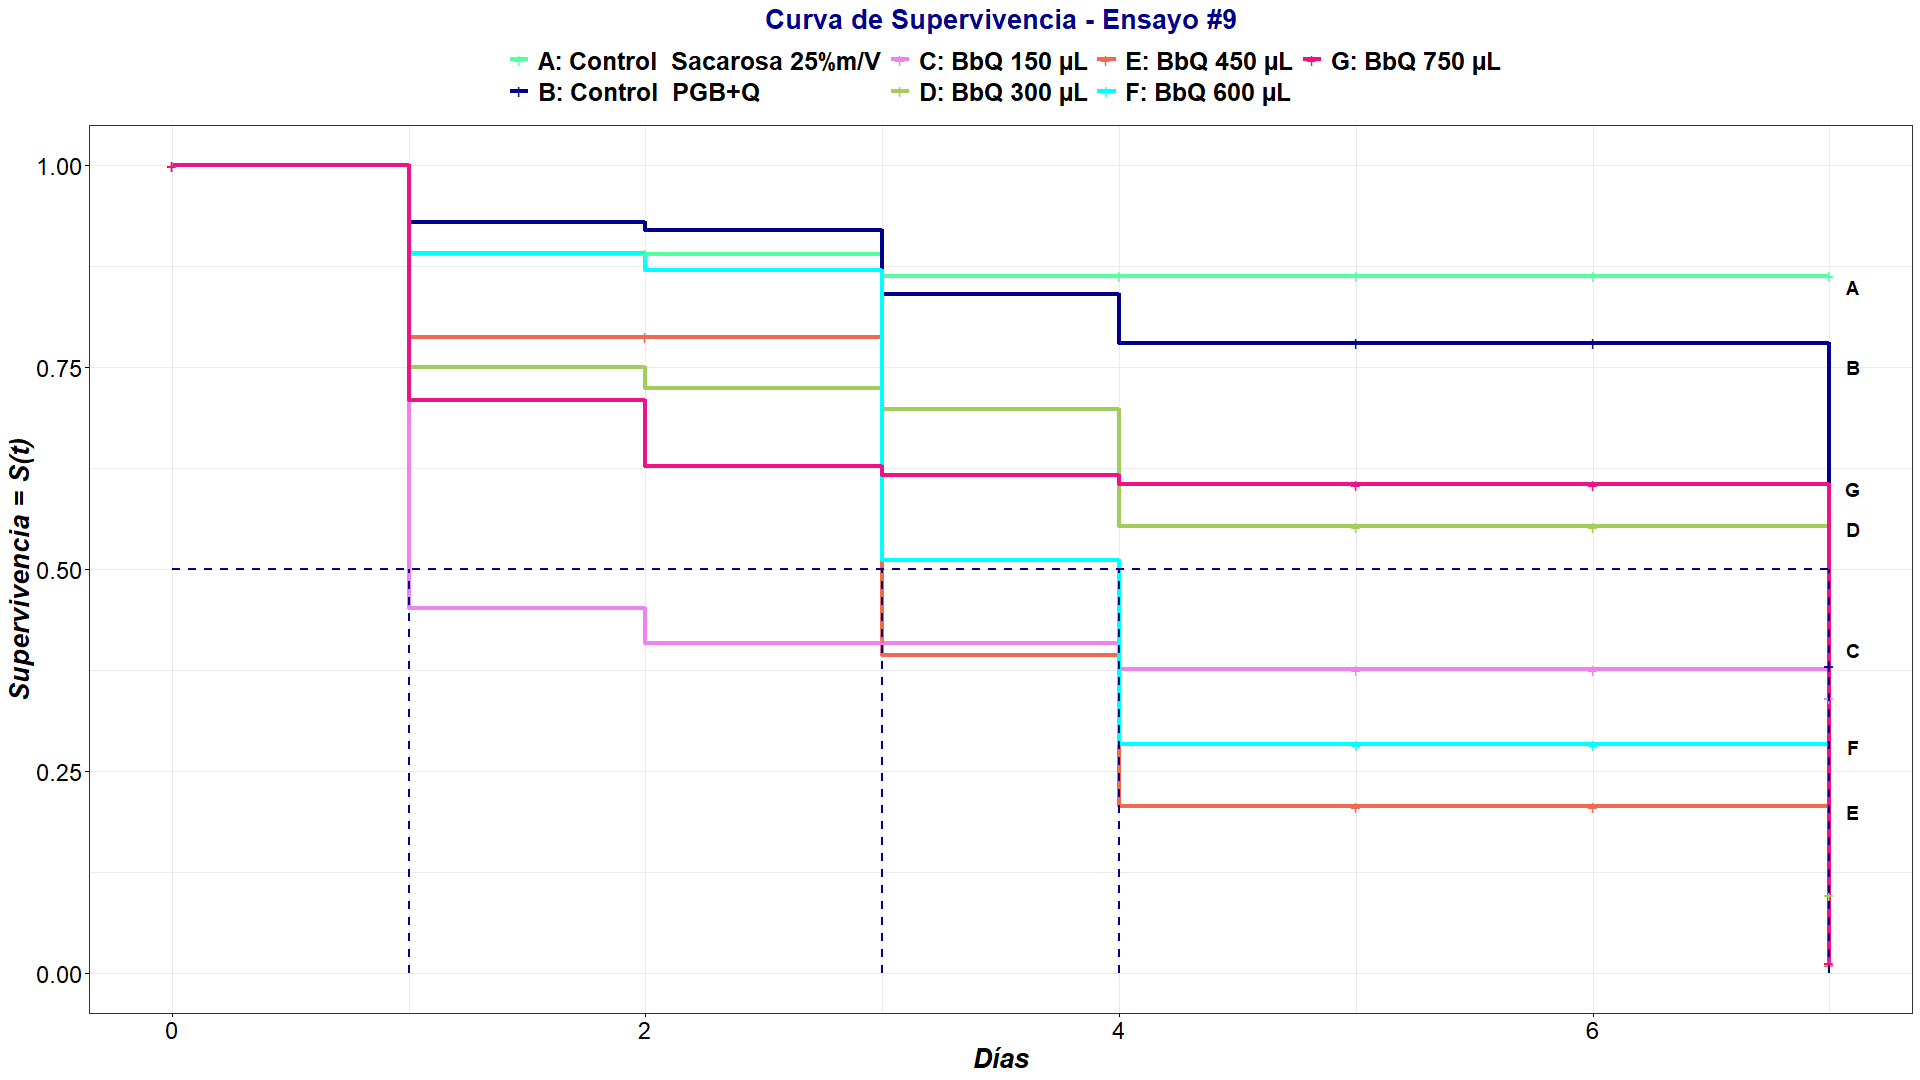 Curva de Supervivencia - Ensayo #9
A: Control  Sacarosa 25%m/V C: BbQ 150 µL E: BbQ 450 µL G: BbQ 750 µL
B: Control  PGB+Q D: BbQ 300 µL F: BbQ 600 µL
1.00
A
0.75
B
G
D
Supervivencia = S(t)
0.50
C
F
0.25
E
0.00
0 2 4 6
Días